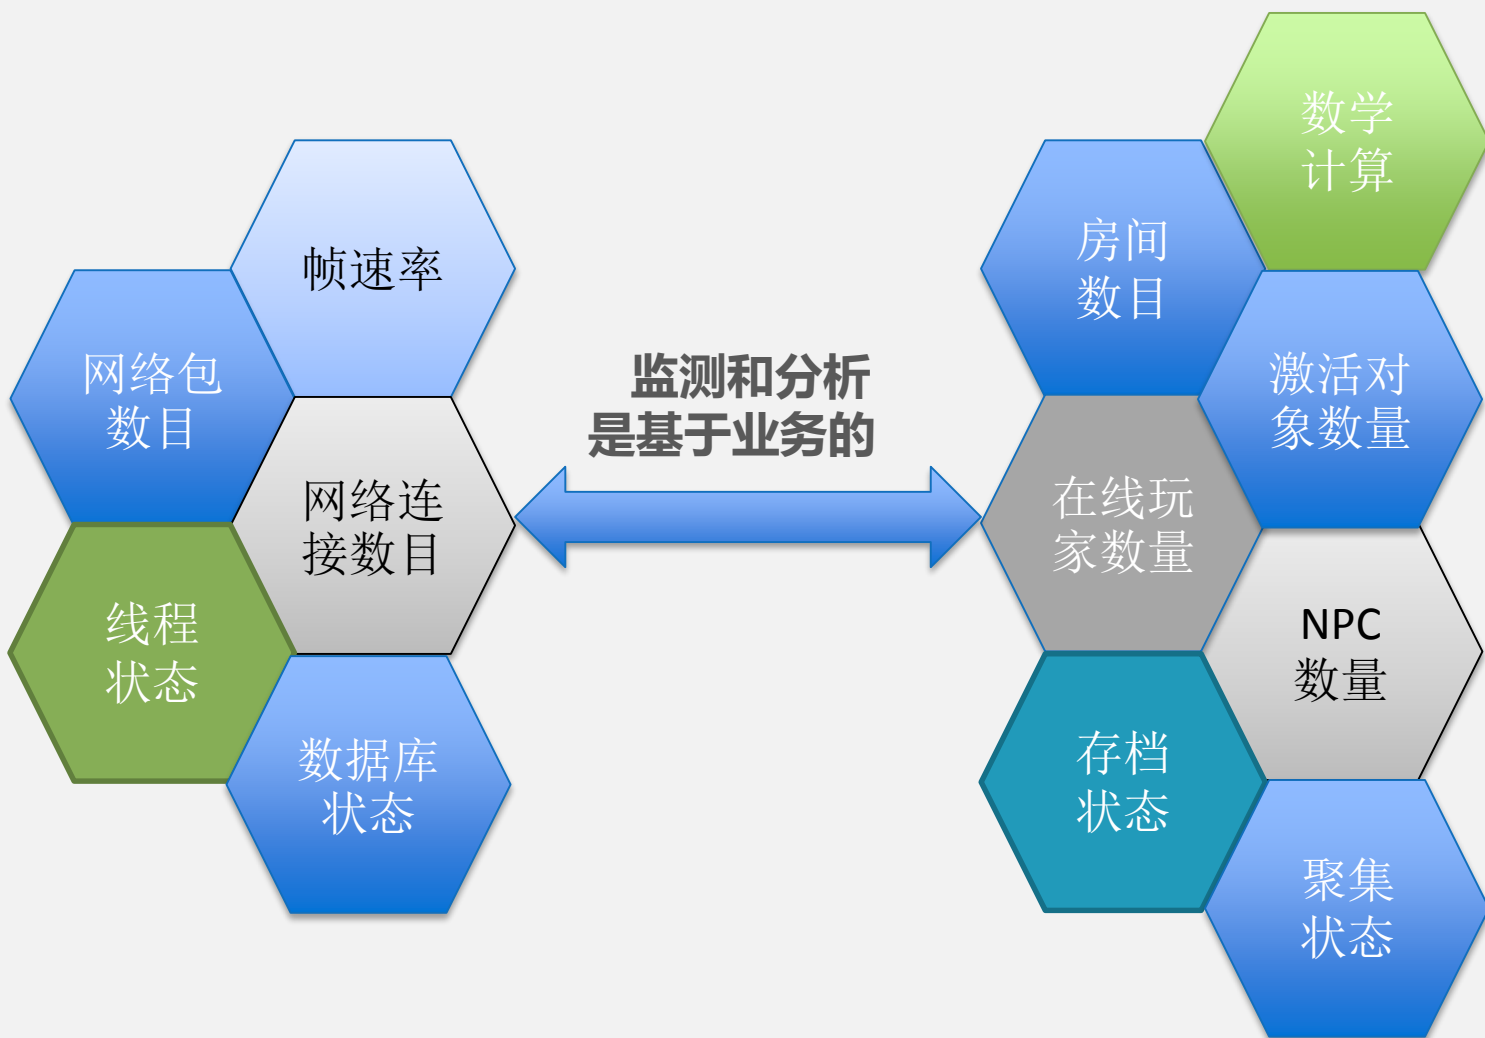 帧速率
网络包
数目
网络连
接数目
线程
状态
数据库
状态
监测和分析
是基于业务的
数学
计算
房间
数目
激活对
象数量
在线玩
家数量
NPC
数量
存档
状态
聚集
状态